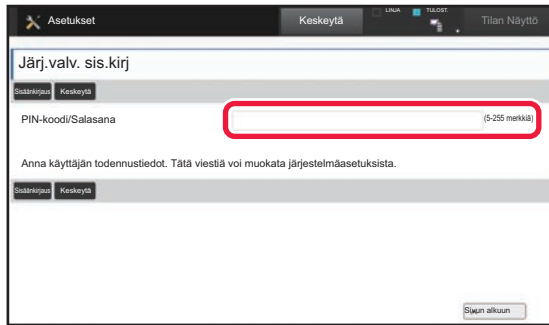 Asetukset
Keskeytä
LINJA
TULOST.
Tilan Näyttö
Järj.valv. sis.kirj
Sisäänkirjaus
Keskeytä
PIN-koodi/Salasana
(5-255 merkkiä)
Anna käyttäjän todennustiedot. Tätä viestiä voi muokata järjestelmäasetuksista.
Sisäänkirjaus
Keskeytä
Sivun alkuun